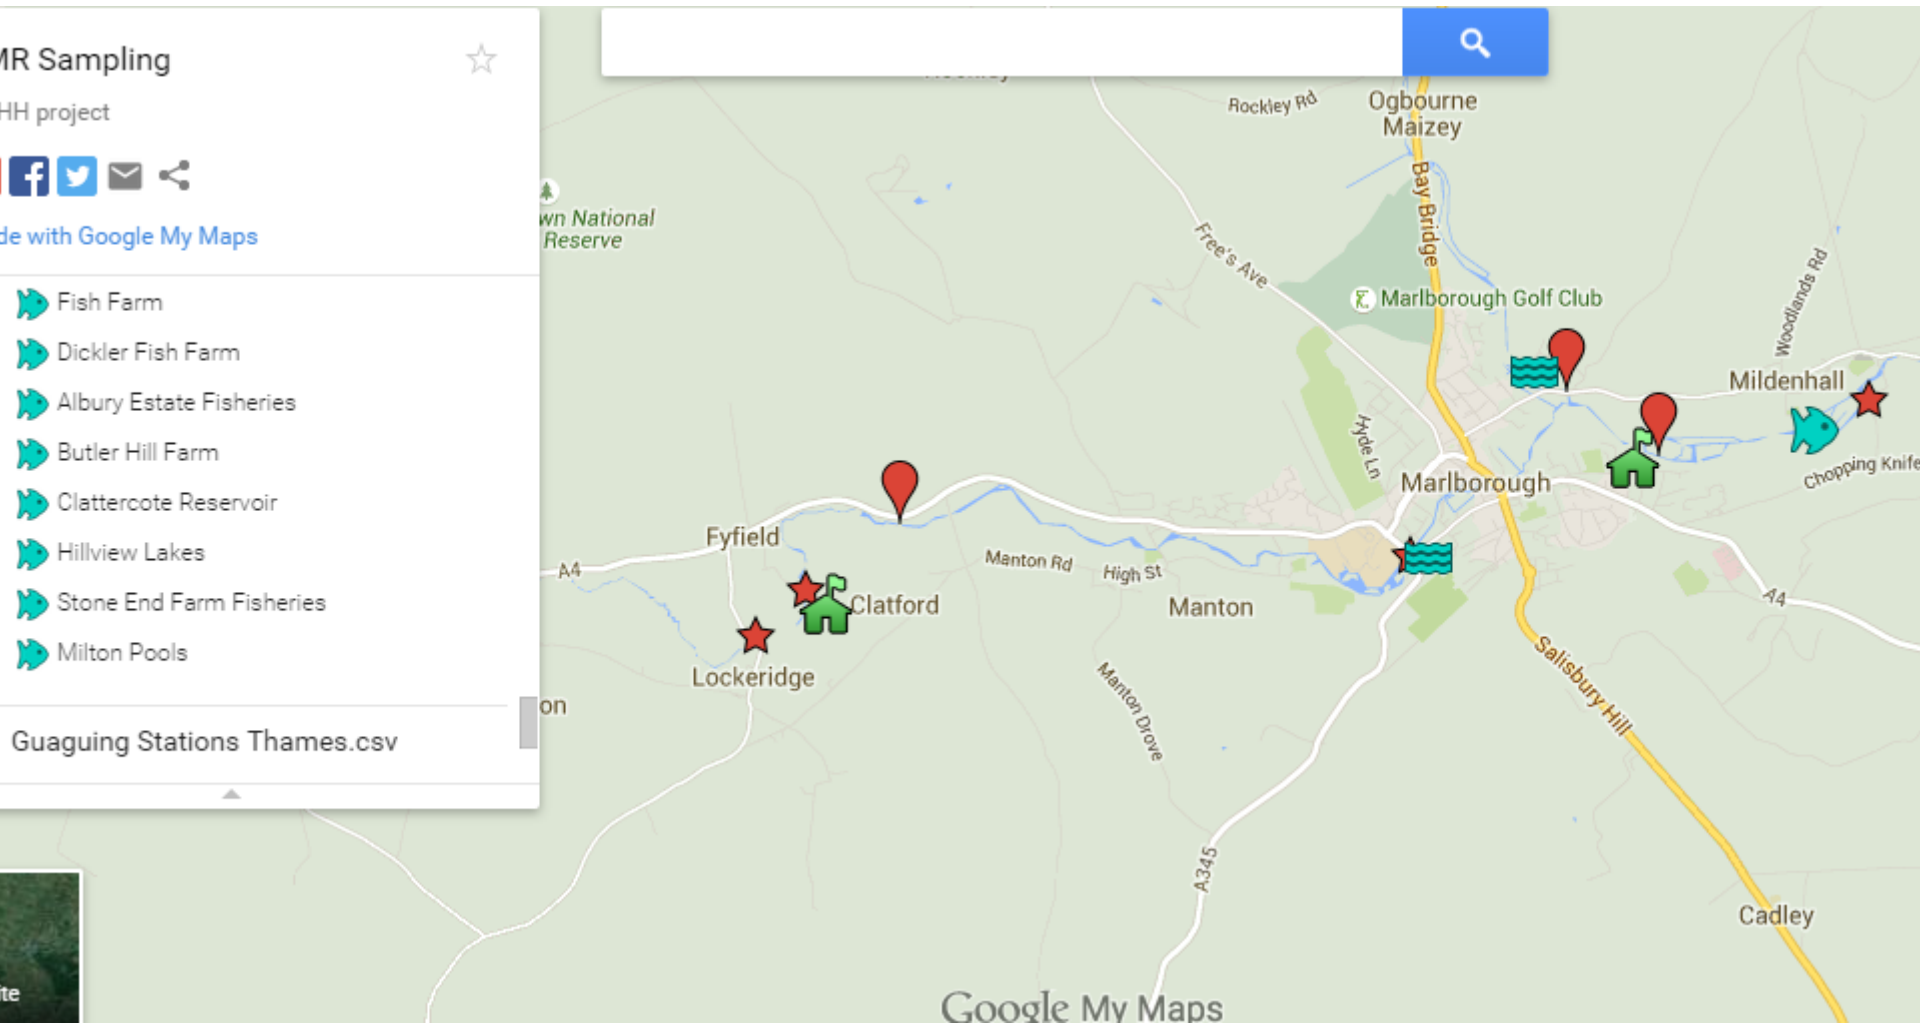 MR Sampling
HH project
de with Google My Maps
Fish Farm
Dickler Fish Farm
Albury Estate Fisheries
Butler Hill Farm
Clattercote Reservoir
Hillview Lakes
Stone End Farm Fisheries
Milton Pools
Guaguing Stations Thames.csv
ite
wn National
Reserve
on
Rockley Rd
Ogbourne
Maizey
Bay Bridge
Free's Ave
Marlborough Golf Club
Woodlands Rd
Mildenhall
Chopping Knife
Hyde Ln
Marlborough
Fyfield
A4
Manton Rd
High St
Clatford
Manton
Lockeridge
Manton Drove
A4
Salisbury Hill
A345
Cadley
Google My Maps